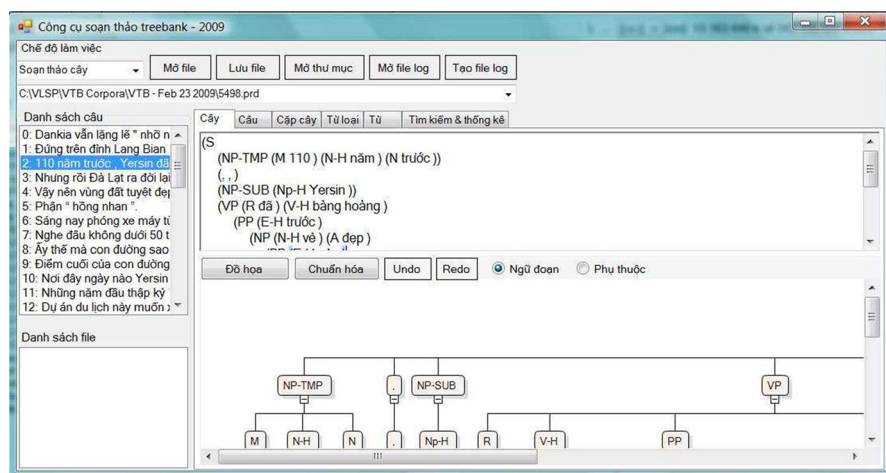 Công cụ soạn thảo treebank - 2009
Chế độ làm việc
Soạn thảo cây Mở file Lưu file Mở thư mục Mở file log Tạo file log
C:\VLSP\VTB Corpora\VTB - Feb 23 2009\5498.prd
Danh sách câu
0: Dankia vẫn lặng lẽ " nhỡ n
1: Đứng trên đỉnh Lang Bian
2: 110 năm trước , Yersin đã
3: Nhưng rồi Đà Lạt ra đời lại
4: Vậy nên vùng đất tuyệt đẹp
5: Phận " hồng nhan ".
6: Sáng nay phóng xe máy từ
7: Nghe đâu không dưới 50 t
8: Ấy thế mà con đường sao
9: Điểm cuối của con đường
10: Nơi đây ngày nào Yersin
11: Những năm đầu thập kỷ
12: Dự án du lịch này muốn
Danh sách file
Cây Câu Cặp cây Từ loại Từ Tìm kiếm & thống kê
(S
(NP-TMP (M 110 ) (N-H năm ) (N trước ))
(, , )
(NP-SUB (Np-H Yersin ))
(VP (R đã ) (V-H bàng hoàng )
(PP (E-H trước )
(NP (N-H vẻ ) (A đẹp )
Đồ họa Chuẩn hóa Undo Redo Ngữ đoạn Phụ thuộc
NP-TMP , NP-SUB VP
M N-H N , Np-H R V-H PP